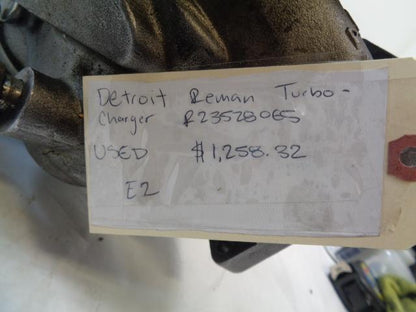 Detroit Reman Turbo-
Charger R23528065
USED $1,258.32
E2